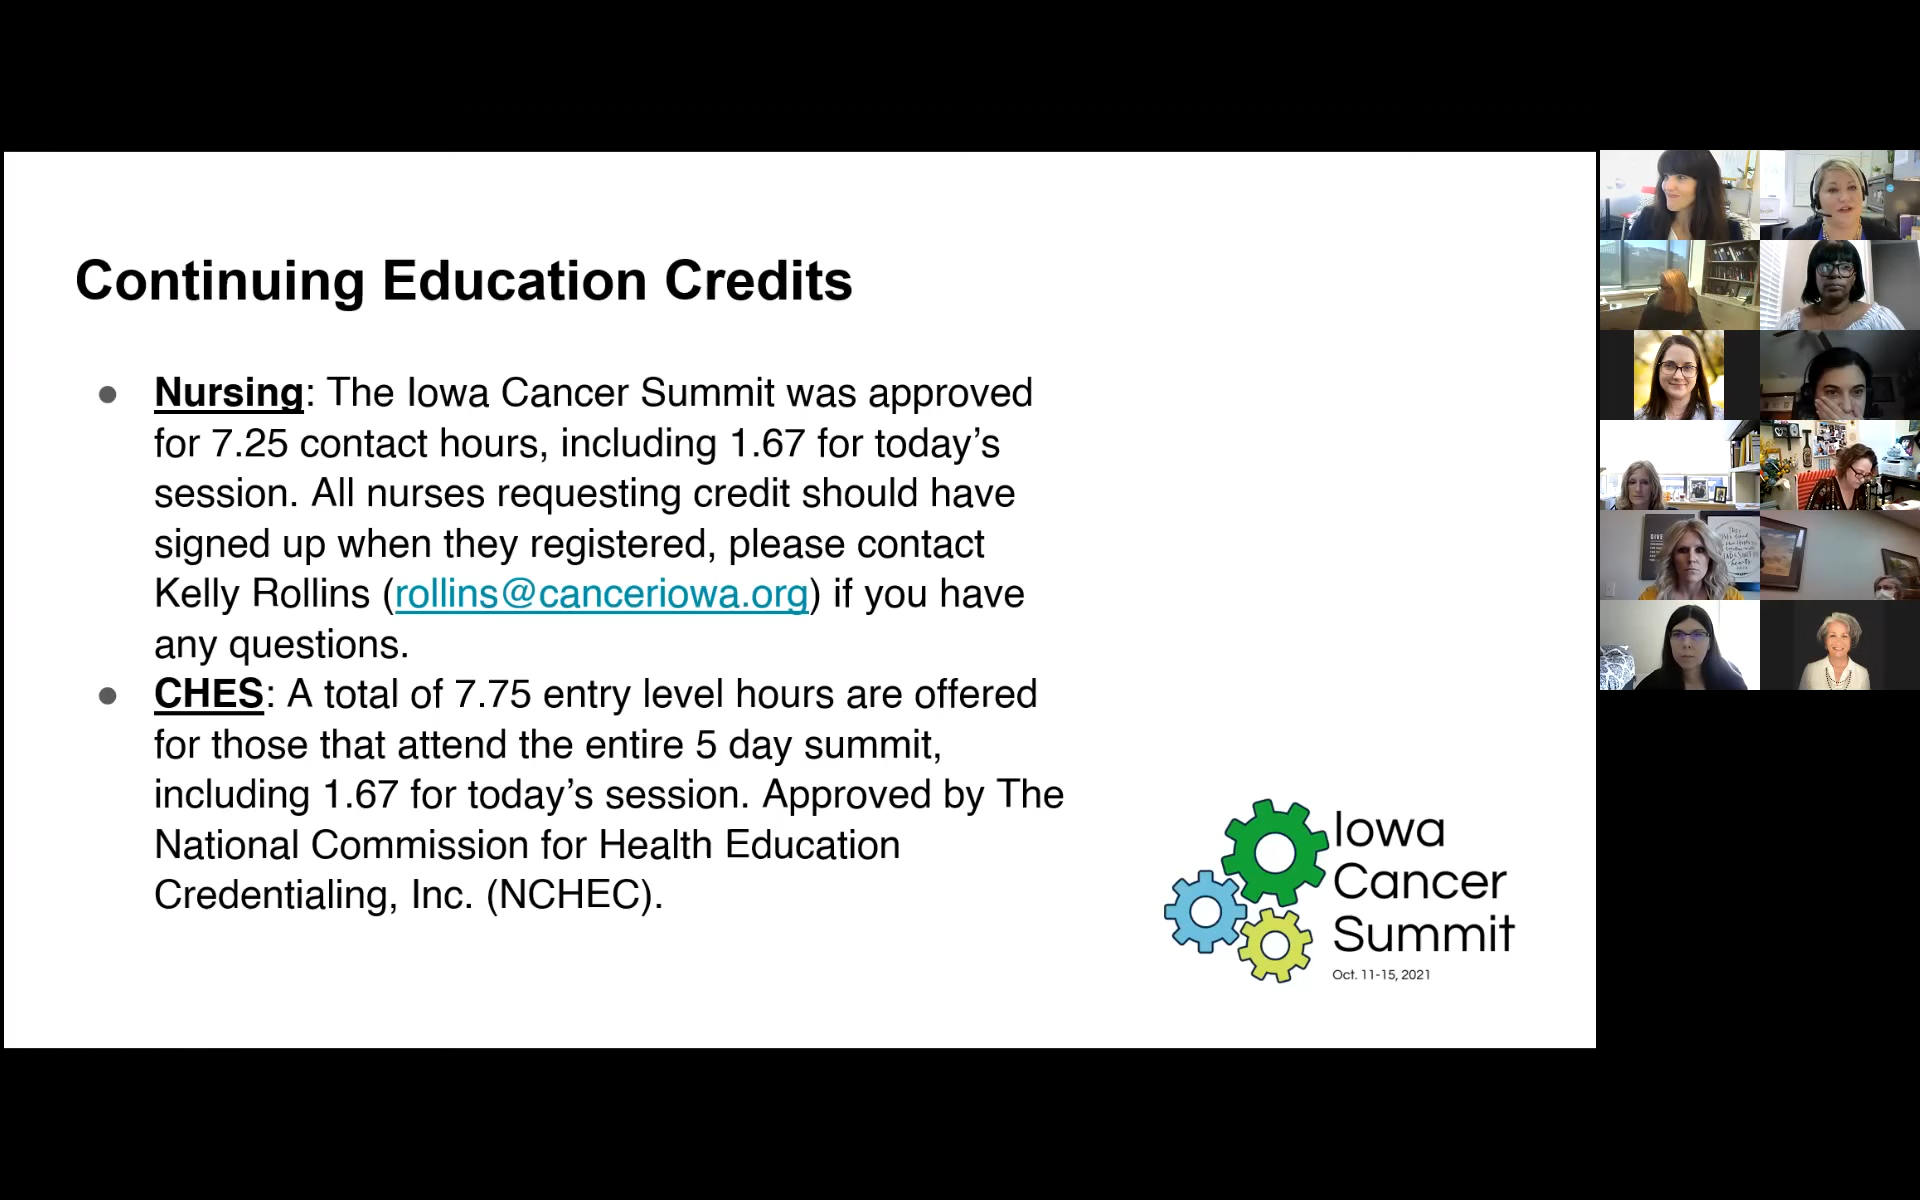 Continuing Education Credits
● Nursing: The Iowa Cancer Summit was approved
for 7.25 contact hours, including 1.67 for today’s
session. All nurses requesting credit should have
signed up when they registered, please contact
Kelly Rollins (rollins@canceriowa.org) if you have
any questions.
● CHES: A total of 7.75 entry level hours are offered
for those that attend the entire 5 day summit,
including 1.67 for today’s session. Approved by The
National Commission for Health Education
Credentialing, Inc. (NCHEC).
Iowa
Cancer
Summit
Oct. 11-15, 2021